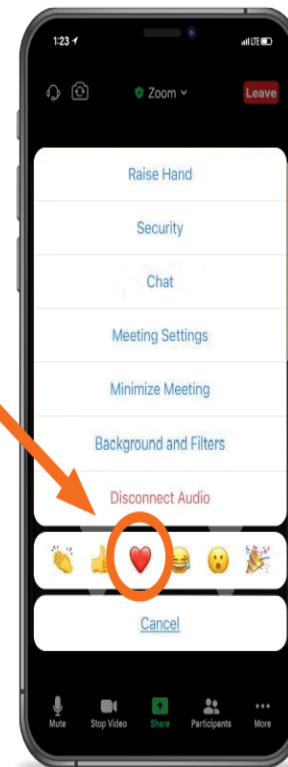 1:23
LTE
Zoom
Leave
Raise Hand
Security
Chat
Meeting Settings
Minimize Meeting
Background and Filters
Disconnect Audio
Cancel
Mute Stop Video Share Participants More